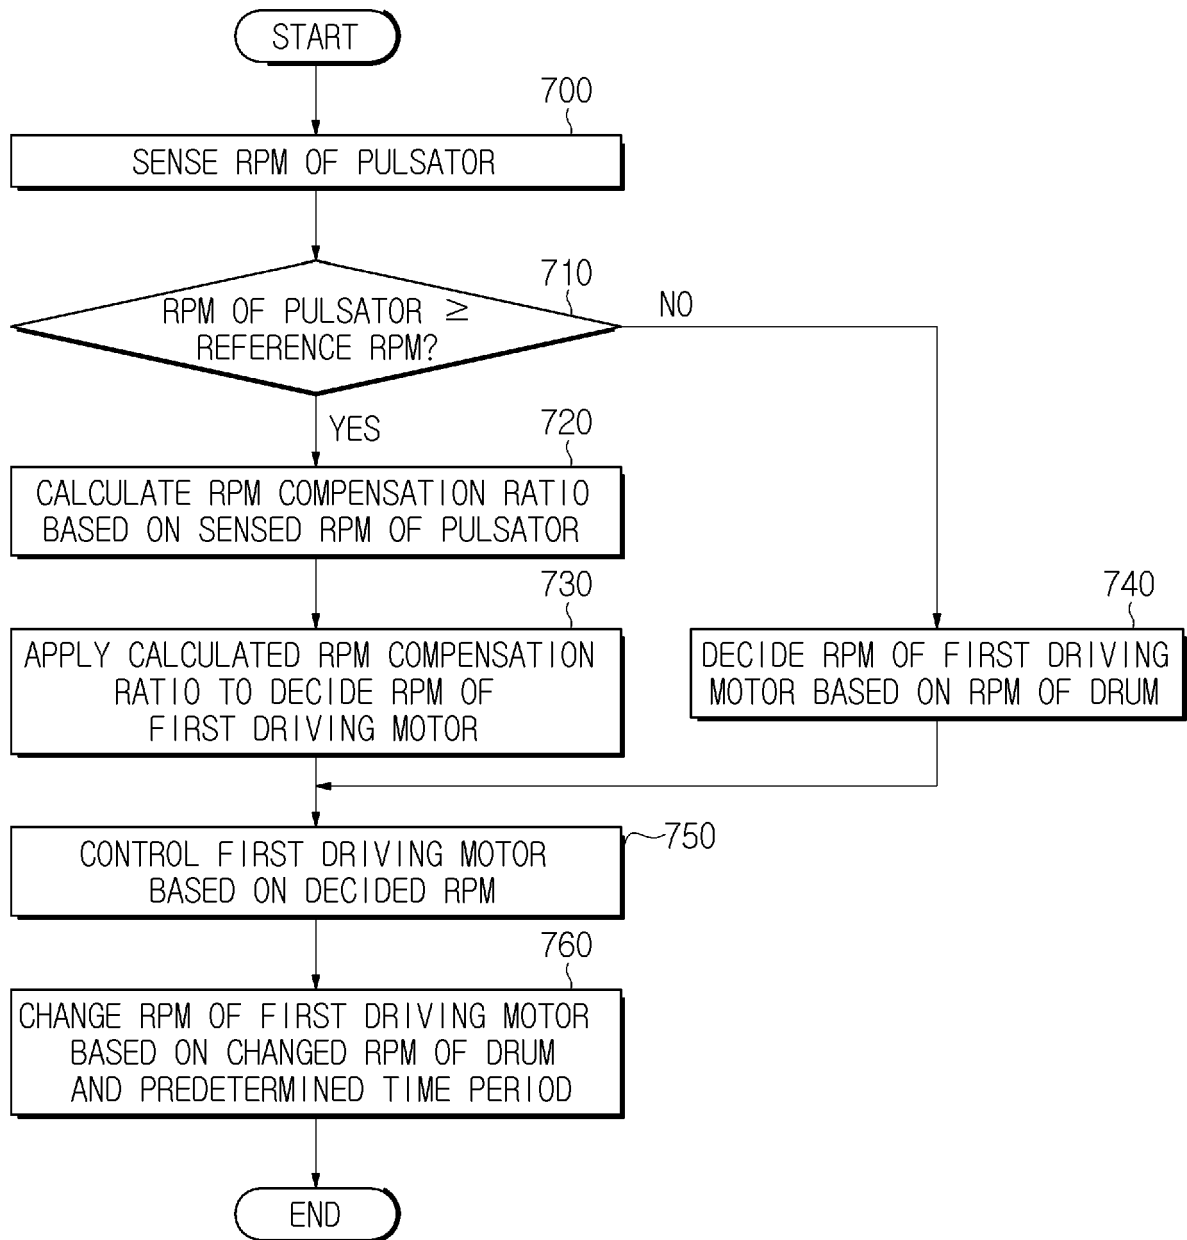 START
700
SENSE RPM OF PULSATOR
710
RPM OF PULSATOR ≥
REFERENCE RPM?
NO
YES
720
CALCULATE RPM COMPENSATION RATIO
BASED ON SENSED RPM OF PULSATOR
730
APPLY CALCULATED RPM COMPENSATION
RATIO TO DECIDE RPM OF
FIRST DRIVING MOTOR
740
DECIDE RPM OF FIRST DRIVING
MOTOR BASED ON RPM OF DRUM
750
CONTROL FIRST DRIVING MOTOR
BASED ON DECIDED RPM
760
CHANGE RPM OF FIRST DRIVING MOTOR
BASED ON CHANGED RPM OF DRUM
AND PREDETERMINED TIME PERIOD
END